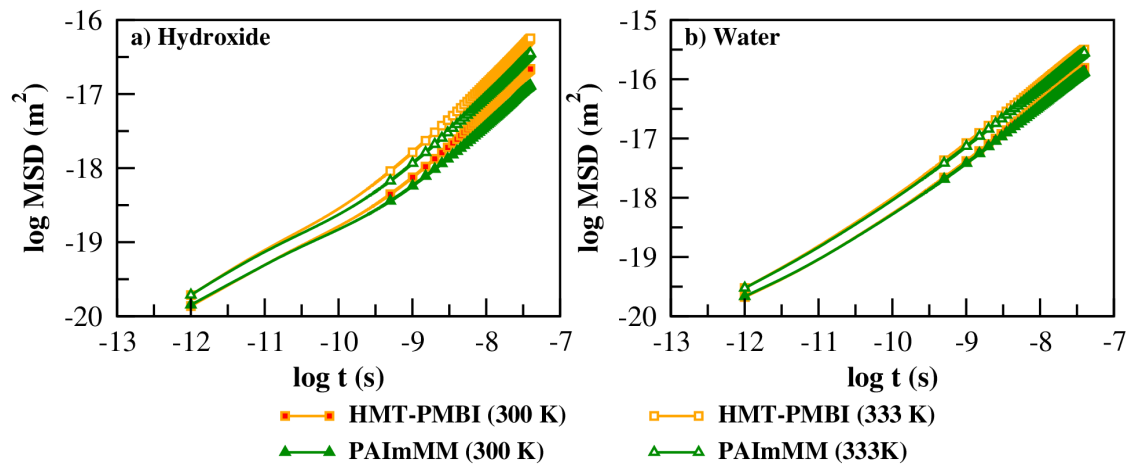 a) Hydroxide
-16
-17
-18
-19
-20
log MSD (m²)
-13 -12 -11 -10 -9 -8 -7
log t (s)
b) Water
-15
-16
-17
-18
-19
-20
log MSD (m²)
-13 -12 -11 -10 -9 -8 -7
log t (s)
HMT-PMBI (300 K) HMT-PMBI (333 K)
PAImMM (300 K) PAImMM (333K)